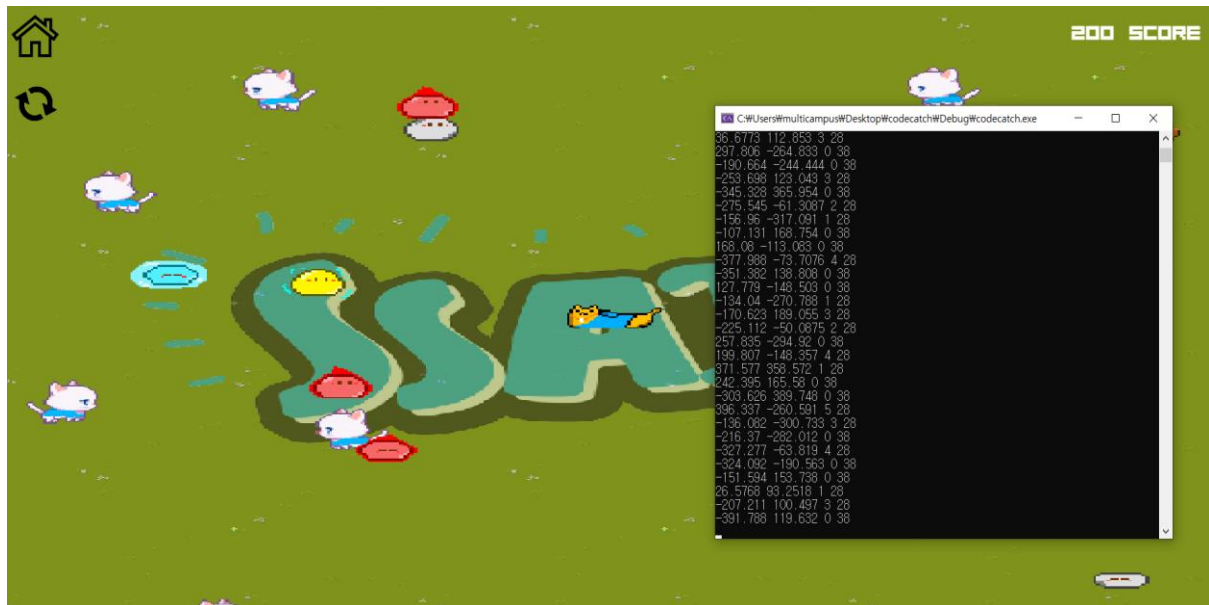 200 SCORE
C:₩Users₩multicampus₩Desktop₩codecatch₩Debug₩codecatch.exe
36.6773 112.853 3 28
297.806 -264.833 0 38
-190.664 -244.444 0 38
-253.698 123.043 3 28
-345.328 365.954 0 38
-275.545 -61.3087 2 28
-156.96 -317.091 1 28
-107.131 168.754 0 38
168.08 -113.083 0 38
-377.988 -73.7076 4 28
-351.382 138.808 0 38
127.779 -148.503 0 38
-134.04 -270.788 1 28
-170.623 189.055 3 28
-225.112 -50.0875 2 28
257.835 -294.92 0 38
199.807 -148.357 4 28
371.577 358.572 1 28
242.395 165.58 0 38
-303.626 389.748 0 38
396.337 -260.591 5 28
-136.082 -300.733 3 28
-216.37 -282.012 0 38
-327.277 -63.819 4 28
-324.092 -190.563 0 38
-151.594 153.738 0 38
26.5768 93.2518 1 28
-207.211 100.497 3 28
-391.788 119.632 0 38
SSA